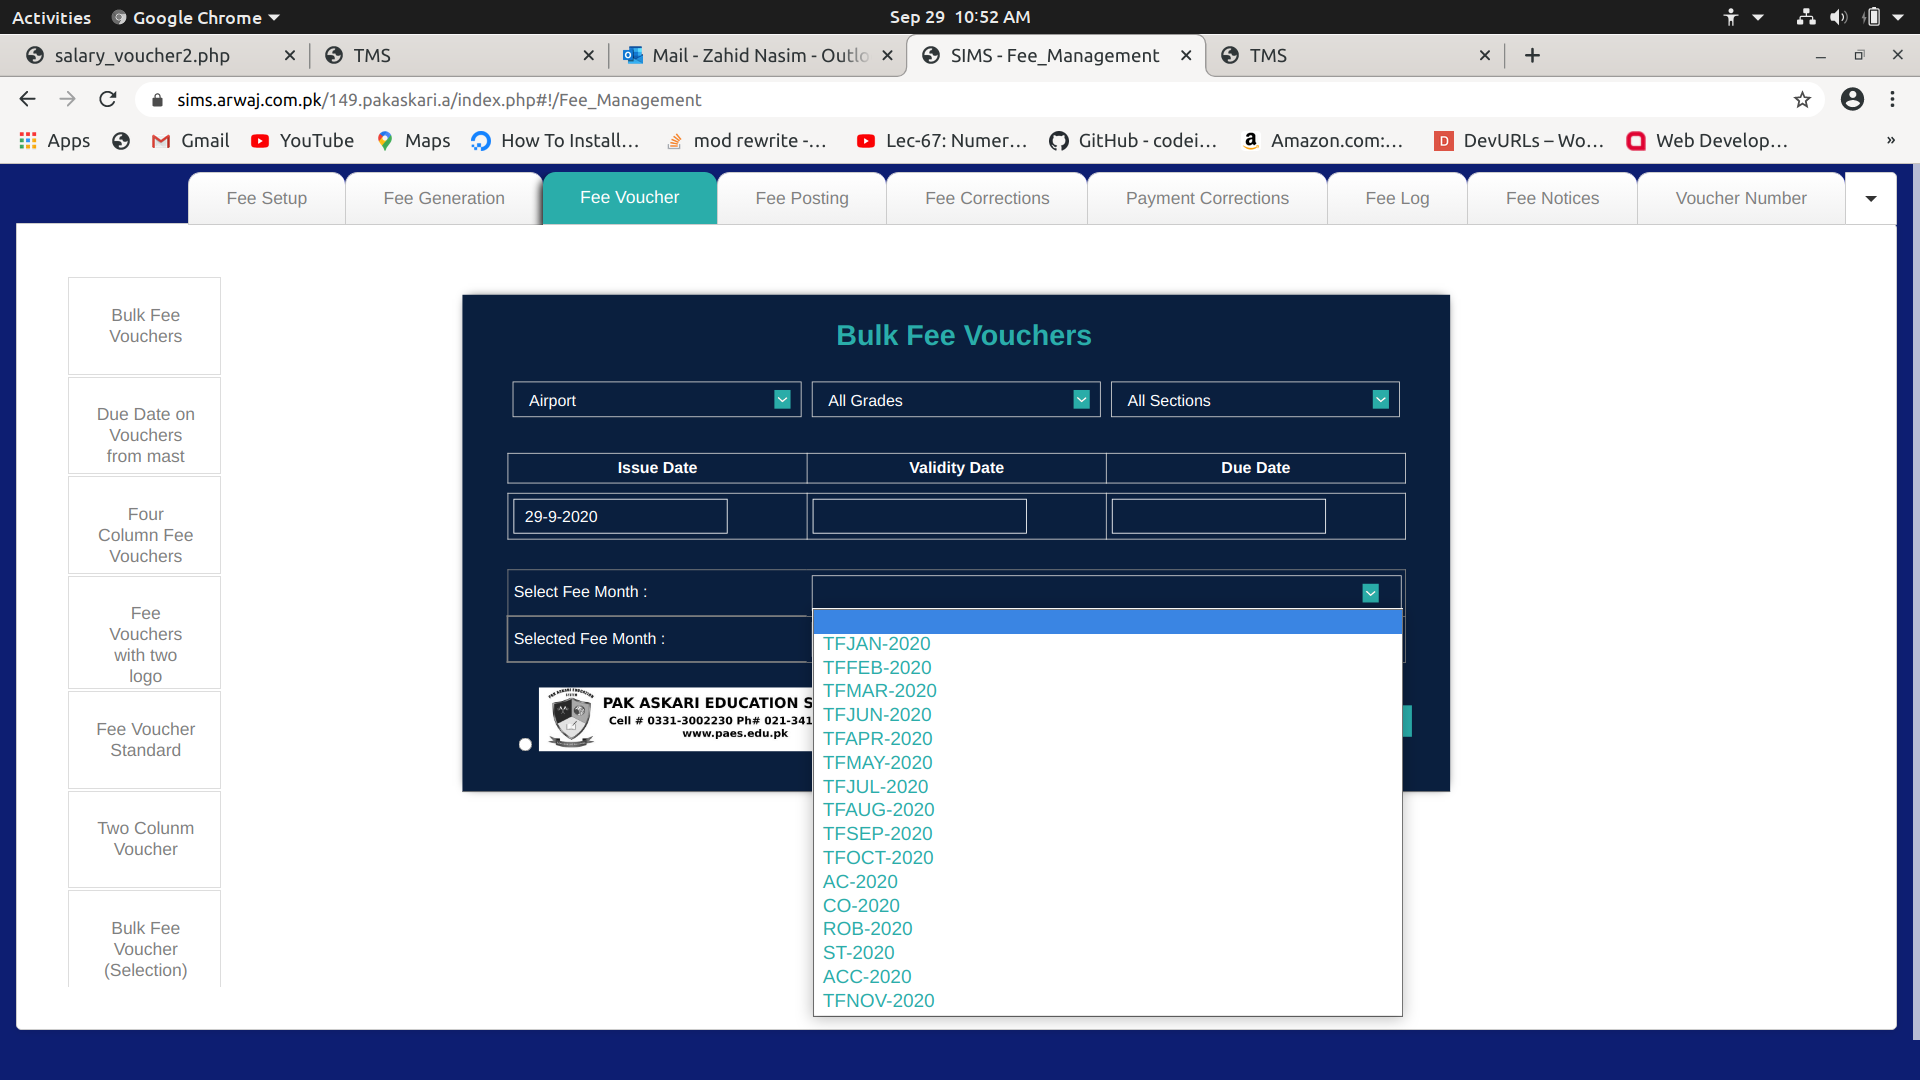 Activities Google Chrome Sep 29 10:52 AM
salary_voucher2.php TMS Mail - Zahid Nasim - Outlo SIMS - Fee_Management TMS
sims.arwaj.com.pk/149.pakaskari.a/index.php#!/Fee_Management
Apps Gmail YouTube Maps How To Install... mod rewrite -... Lec-67: Numer... GitHub - codei... Amazon.com:... DevURLs – Wo... Web Develop... »
Fee Setup Fee Generation Fee Voucher Fee Posting Fee Corrections Payment Corrections Fee Log Fee Notices Voucher Number
Bulk Fee
Vouchers
Due Date on
Vouchers
from mast
Four
Column Fee
Vouchers
Fee
Vouchers
with two
logo
Fee Voucher
Standard
Two Colunm
Voucher
Bulk Fee
Voucher
(Selection)
Bulk Fee Vouchers
Airport All Grades All Sections
Issue Date Validity Date Due Date
29-9-2020
Select Fee Month :
Selected Fee Month :
PAK ASKARI EDUCATION S
Cell # 0331-3002230 Ph# 021-341
www.paes.edu.pk
TFJAN-2020
TFFEB-2020
TFMAR-2020
TFJUN-2020
TFAPR-2020
TFMAY-2020
TFJUL-2020
TFAUG-2020
TFSEP-2020
TFOCT-2020
AC-2020
CO-2020
ROB-2020
ST-2020
ACC-2020
TFNOV-2020